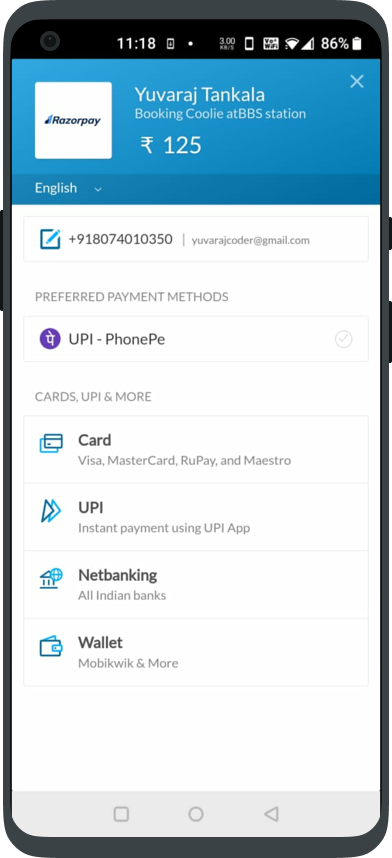 11:18
3.00
KB/S
Vo))
WiFi
86%
Razorpay
Yuvaraj Tankala
Booking Coolie atBBS station
₹ 125
English
+918074010350 | yuvarajcoder@gmail.com
PREFERRED PAYMENT METHODS
पे UPI - PhonePe
CARDS, UPI & MORE
Card
Visa, MasterCard, RuPay, and Maestro
UPI
Instant payment using UPI App
Netbanking
All Indian banks
Wallet
Mobikwik & More